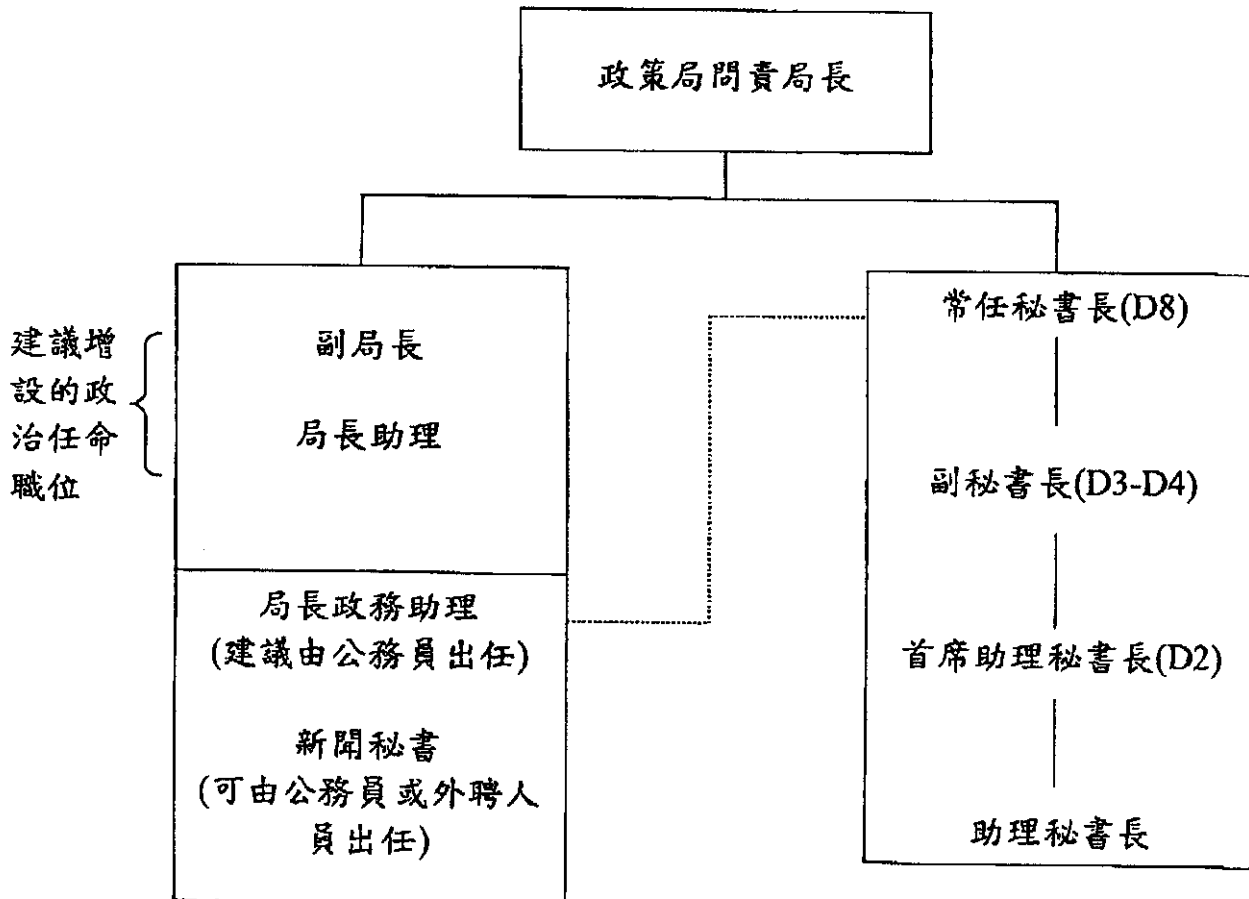 政策局問責局長
建議增
設的政
治任命
職位
副局長
局長助理
局長政務助理
(建議由公務員出任)
新聞秘書
(可由公務員或外聘人
員出任)
常任秘書長(D8)
副秘書長(D3-D4)
首席助理秘書長(D2)
助理秘書長